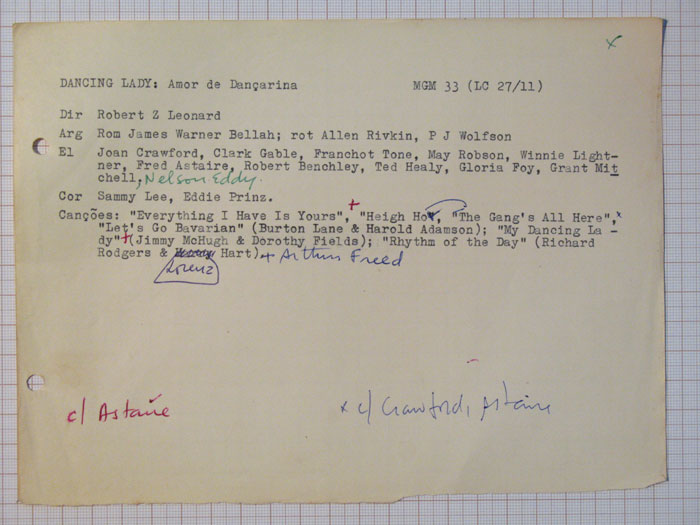 x
DANCING LADY: Amor de Dançarina MGM 33 (LC 27/11)
Dir Robert Z Leonard
Arg Rom James Warner Bellah; rot Allen Rivkin, P J Wolfson
El Joan Crawford, Clark Gable, Franchot Tone, May Robson, Winnie Light-
ner, Fred Astaire, Robert Benchley, Ted Healy, Gloria Foy, Grant Mit
chell, Nelson Eddy.
Cor Sammy Lee, Eddie Prinz.
Canções: "Everything I Have Is Yours", + "Heigh Ho", "The Gang's All Here", x
"Let's Go Bavarian" (Burton Lane & Harold Adamson); "My Dancing La-
dy" + (Jimmy McHugh & Dorothy Fields); "Rhythm of the Day" (Richard
Rodgers & Lorenz Hart) + Arthur Freed
c/ Astaire
x c/ Crawford, Astaire